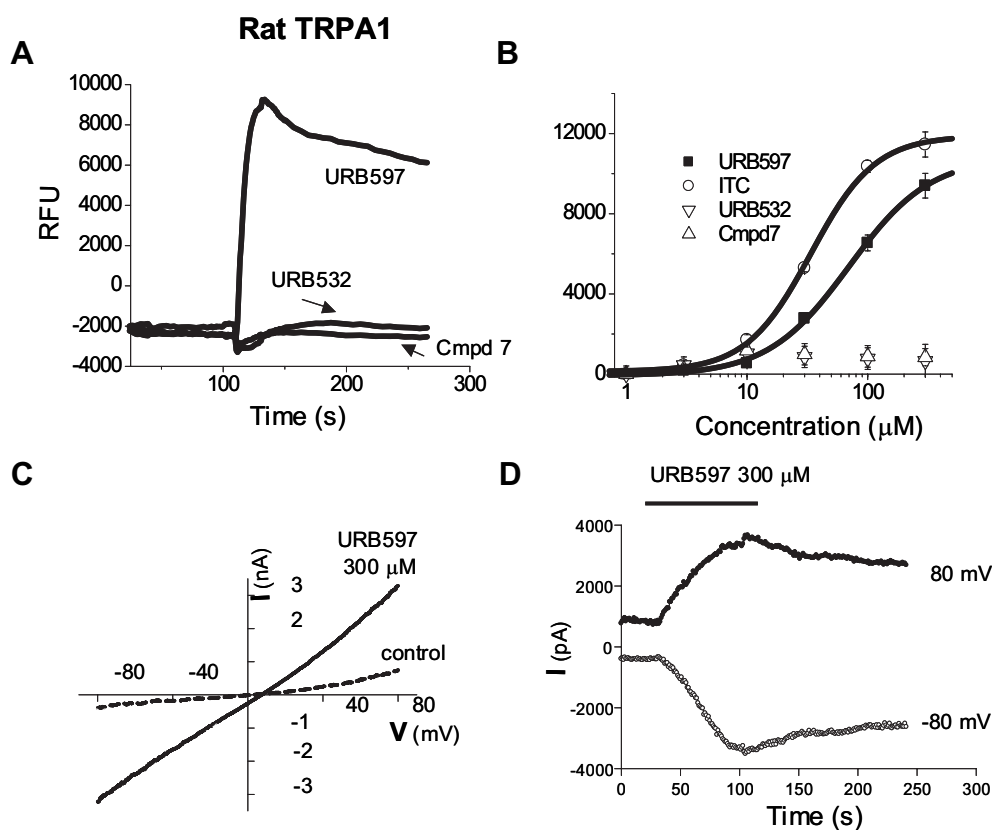 Rat TRPA1
A
10000
8000
6000
4000
2000
0
-2000
-4000
RFU
URB597
URB532
Cmpd 7
100
200
300
Time (s)
B
12000
8000
4000
0
URB597
ITC
URB532
Cmpd7
1
10
100
Concentration (μM)
C
URB597
300 μM
I (nA)
3
2
control
-80
-40
40
80
-1
V (mV)
-2
-3
D
URB597 300 μM
4000
2000
0
-2000
-4000
I (pA)
80 mV
-80 mV
0
50
100
150
200
250
300
Time (s)